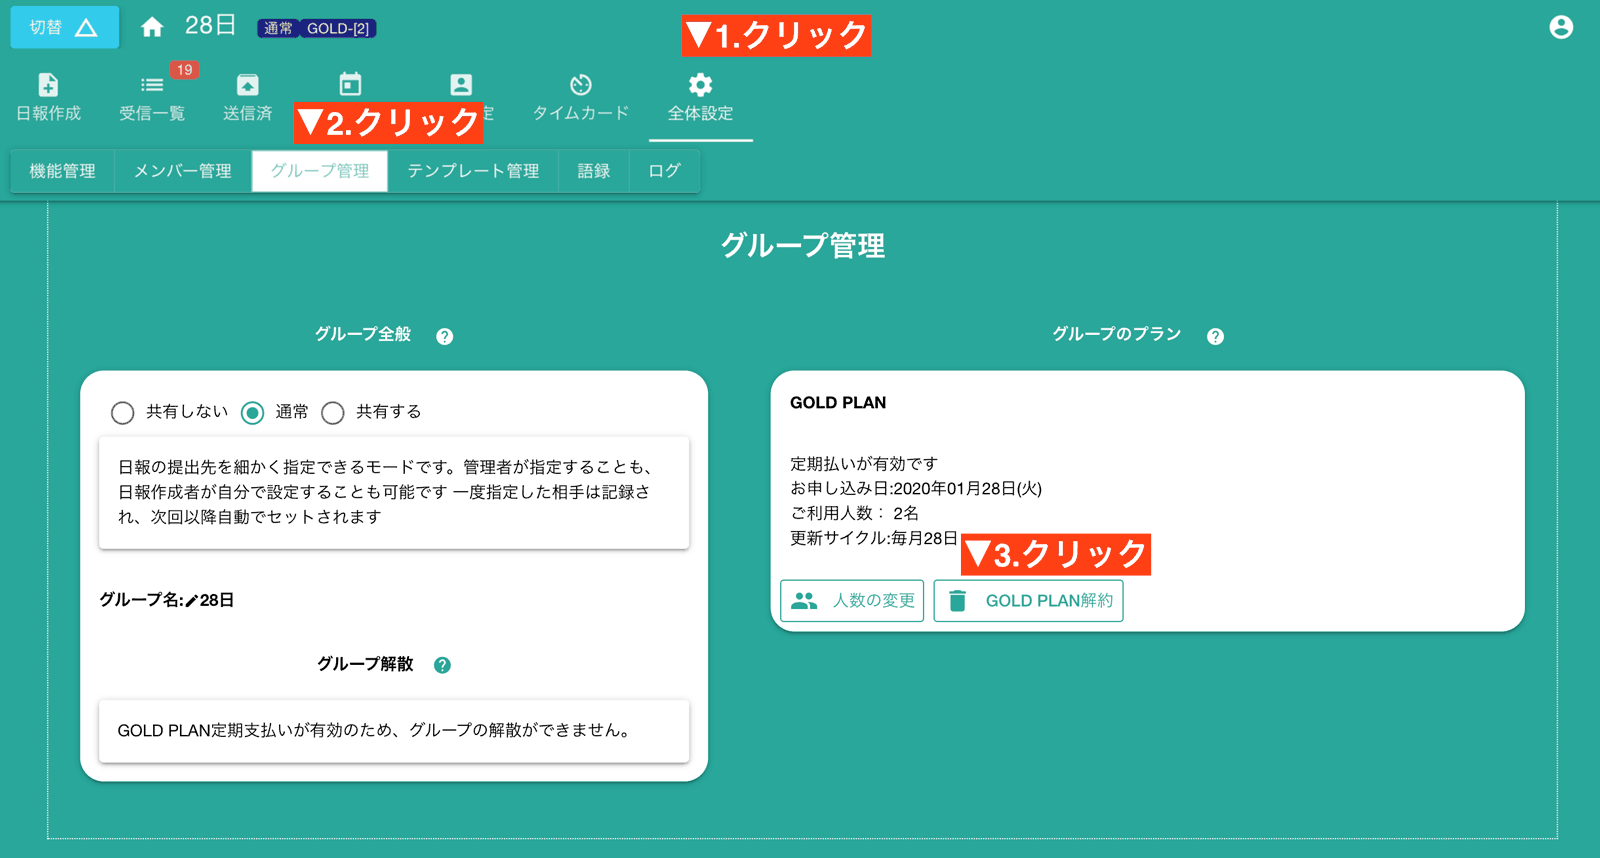 切替
28日
通常 GOLD-[2]
▼1.クリック
日報作成
19
受信一覧
送信済
▼2.クリック
定
タイムカード
全体設定
機能管理
メンバー管理
グループ管理
テンプレート管理
語録
ログ
グループ管理
グループ全般
共有しない
通常
共有する
日報の提出先を細かく指定できるモードです。管理者が指定することも、
日報作成者が自分で設定することも可能です 一度指定した相手は記録さ
れ、次回以降自動でセットされます
グループ名:28日
グループ解散
GOLD PLAN定期支払いが有効のため、グループの解散ができません。
グループのプラン
GOLD PLAN
定期払いが有効です
お申し込み日:2020年01月28日(火)
ご利用人数： 2名
更新サイクル:毎月28日
▼3.クリック
人数の変更
GOLD PLAN解約